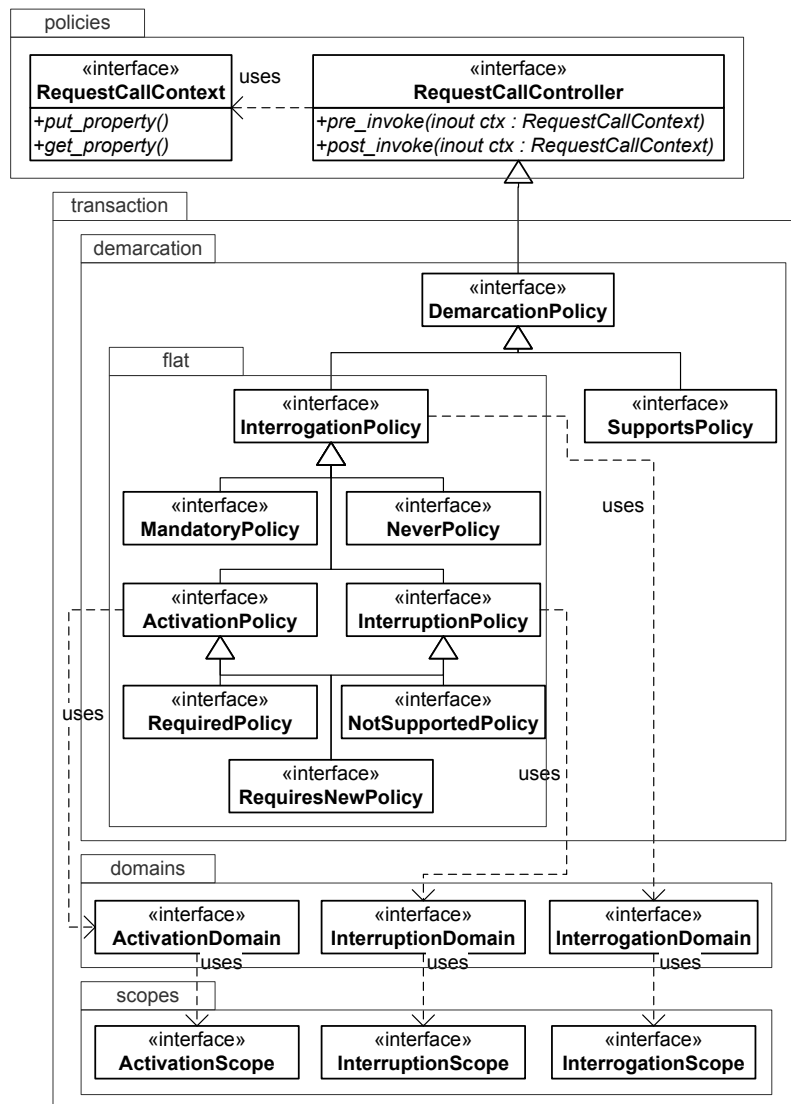 policies
«interface»
RequestCallContext
+put_property()
+get_property()
uses
«interface»
RequestCallController
+pre_invoke(inout ctx : RequestCallContext)
+post_invoke(inout ctx : RequestCallContext)
transaction
demarcation
«interface»
DemarcationPolicy
flat
«interface»
InterrogationPolicy
«interface»
SupportsPolicy
«interface»
MandatoryPolicy
«interface»
NeverPolicy
uses
«interface»
ActivationPolicy
«interface»
InterruptionPolicy
uses
«interface»
RequiredPolicy
«interface»
NotSupportedPolicy
«interface»
RequiresNewPolicy
uses
domains
«interface»
ActivationDomain
«interface»
InterruptionDomain
«interface»
InterrogationDomain
uses
uses
uses
scopes
«interface»
ActivationScope
«interface»
InterruptionScope
«interface»
InterrogationScope